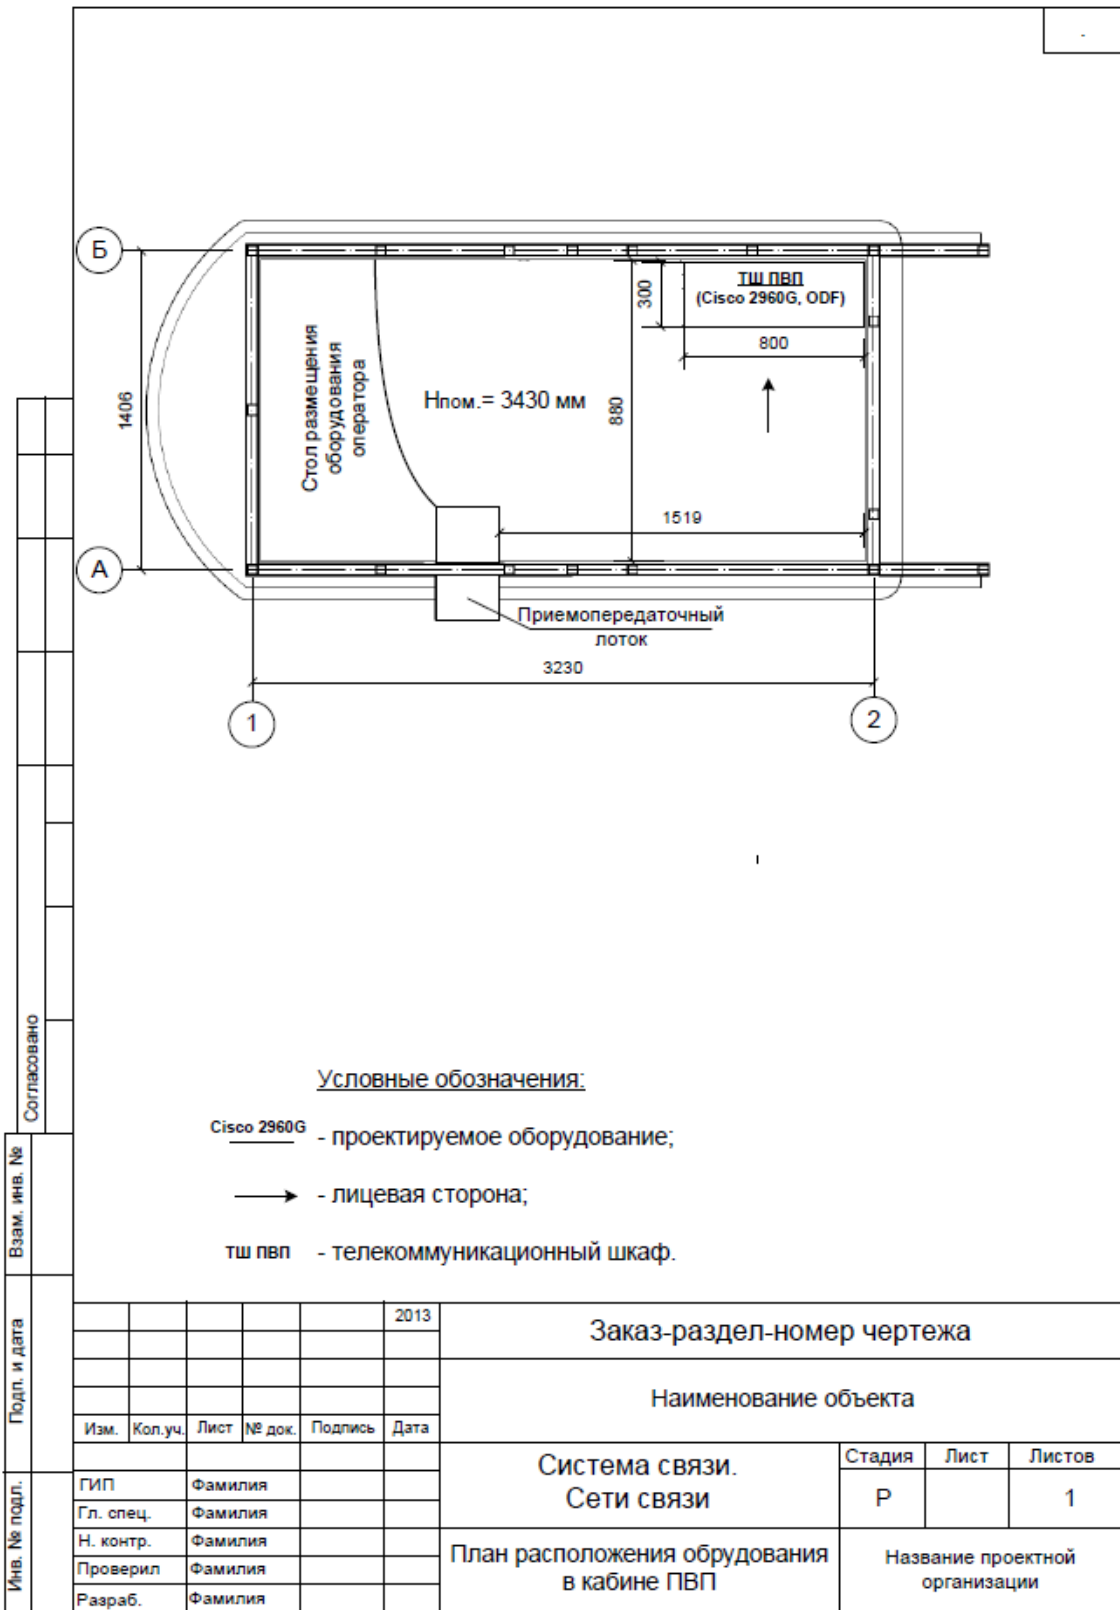 -
Б
ТШ ПВП
(Cisco 2960G, ODF)
300
800
1406
Стол размещения
оборудования
оператора
Нпом.= 3430 мм
880
1519
А
Приемопередаточный
лоток
3230
1
2
Согласовано
Взам. инв. №
Подп. и дата
Инв. № подл.
Условные обозначения:
Cisco 2960G - проектируемое оборудование;
- лицевая сторона;
ТШ ПВП - телекоммуникационный шкаф.
2013
Заказ-раздел-номер чертежа
Наименование объекта
Изм. Кол.уч. Лист № док. Подпись Дата
Система связи.
Сети связи
Стадия Лист Листов
Р 1
ГИП Фамилия
Гл. спец. Фамилия
Н. контр. Фамилия
Проверил Фамилия
Разраб. Фамилия
План расположения обрудования
в кабине ПВП
Название проектной
организации